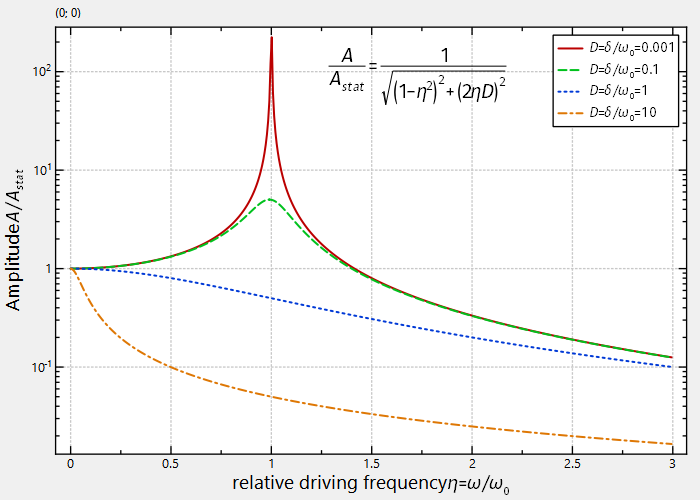 (0; 0)
D=δ/ω₀=0.001
D=δ/ω₀=0.1
D=δ/ω₀=1
D=δ/ω₀=10
A/A_stat = 1/√((1−η²)²+(2ηD)²)
Amplitude A/A_stat
10²
10¹
1
10⁻¹
0 0.5 1 1.5 2 2.5 3
relative driving frequency η=ω/ω₀